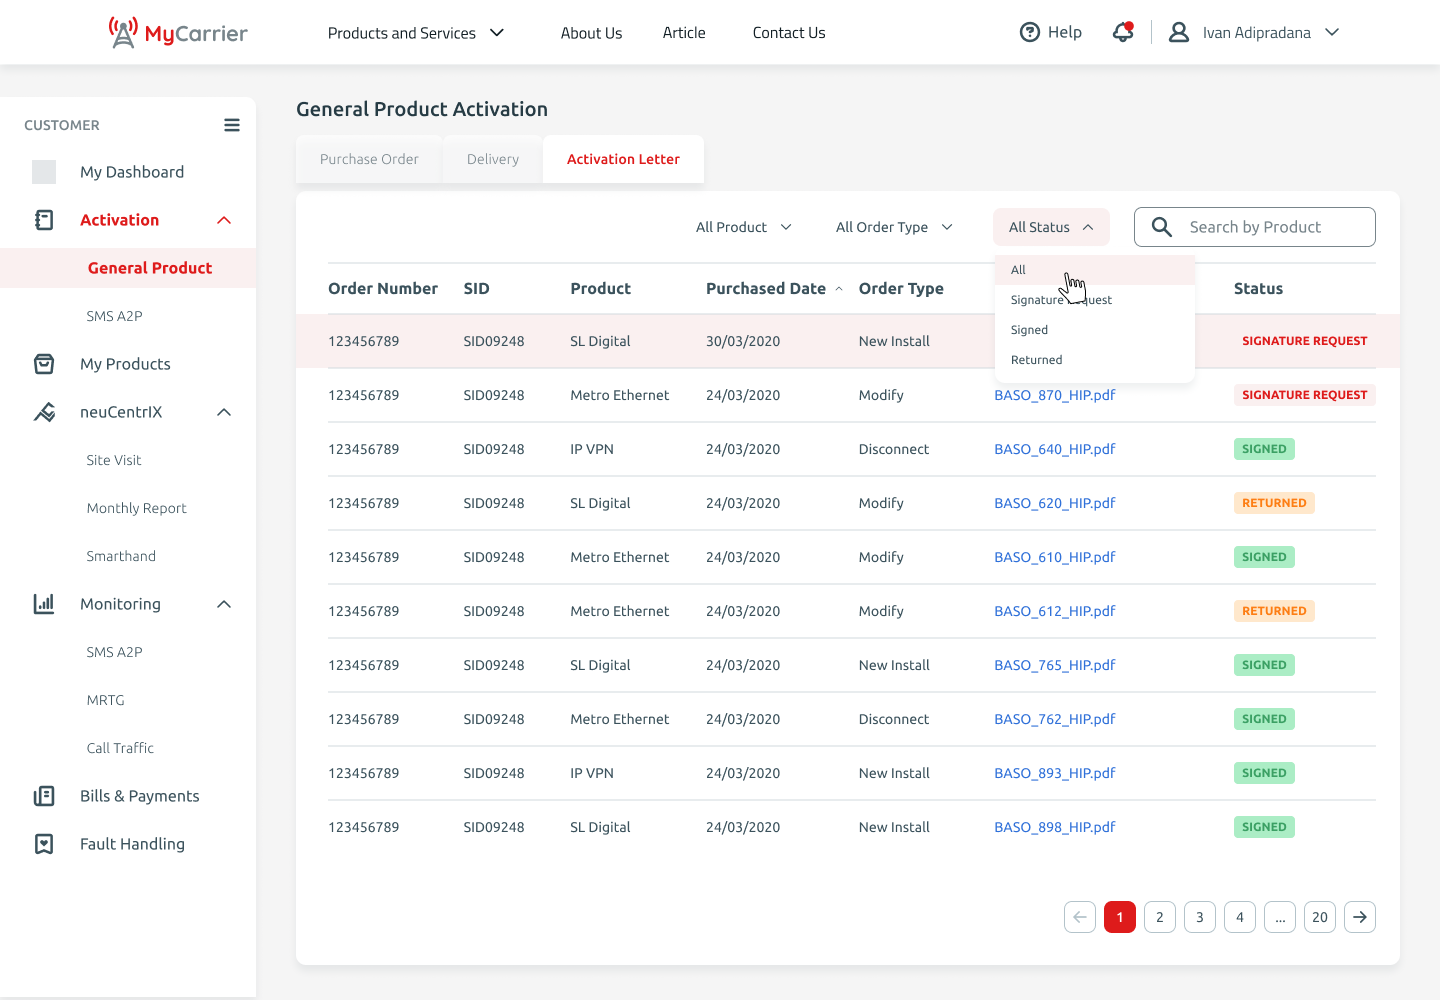 MyCarrier
Products and Services
About Us
Article
Contact Us
Help
Ivan Adipradana
CUSTOMER
My Dashboard
Activation
General Product
SMS A2P
My Products
neuCentrIX
Site Visit
Monthly Report
Smarthand
Monitoring
SMS A2P
MRTG
Call Traffic
Bills & Payments
Fault Handling
General Product Activation
Purchase Order Delivery Activation Letter
All Product All Order Type All Status Search by Product
All
Signature Request
Signed
Returned
Order Number SID Product Purchased Date Order Type Status
123456789 SID09248 SL Digital 30/03/2020 New Install SIGNATURE REQUEST
123456789 SID09248 Metro Ethernet 24/03/2020 Modify BASO_870_HIP.pdf SIGNATURE REQUEST
123456789 SID09248 IP VPN 24/03/2020 Disconnect BASO_640_HIP.pdf SIGNED
123456789 SID09248 SL Digital 24/03/2020 Modify BASO_620_HIP.pdf RETURNED
123456789 SID09248 Metro Ethernet 24/03/2020 Modify BASO_610_HIP.pdf SIGNED
123456789 SID09248 Metro Ethernet 24/03/2020 Modify BASO_612_HIP.pdf RETURNED
123456789 SID09248 SL Digital 24/03/2020 New Install BASO_765_HIP.pdf SIGNED
123456789 SID09248 Metro Ethernet 24/03/2020 Disconnect BASO_762_HIP.pdf SIGNED
123456789 SID09248 IP VPN 24/03/2020 New Install BASO_893_HIP.pdf SIGNED
123456789 SID09248 SL Digital 24/03/2020 New Install BASO_898_HIP.pdf SIGNED
1 2 3 4 ... 20